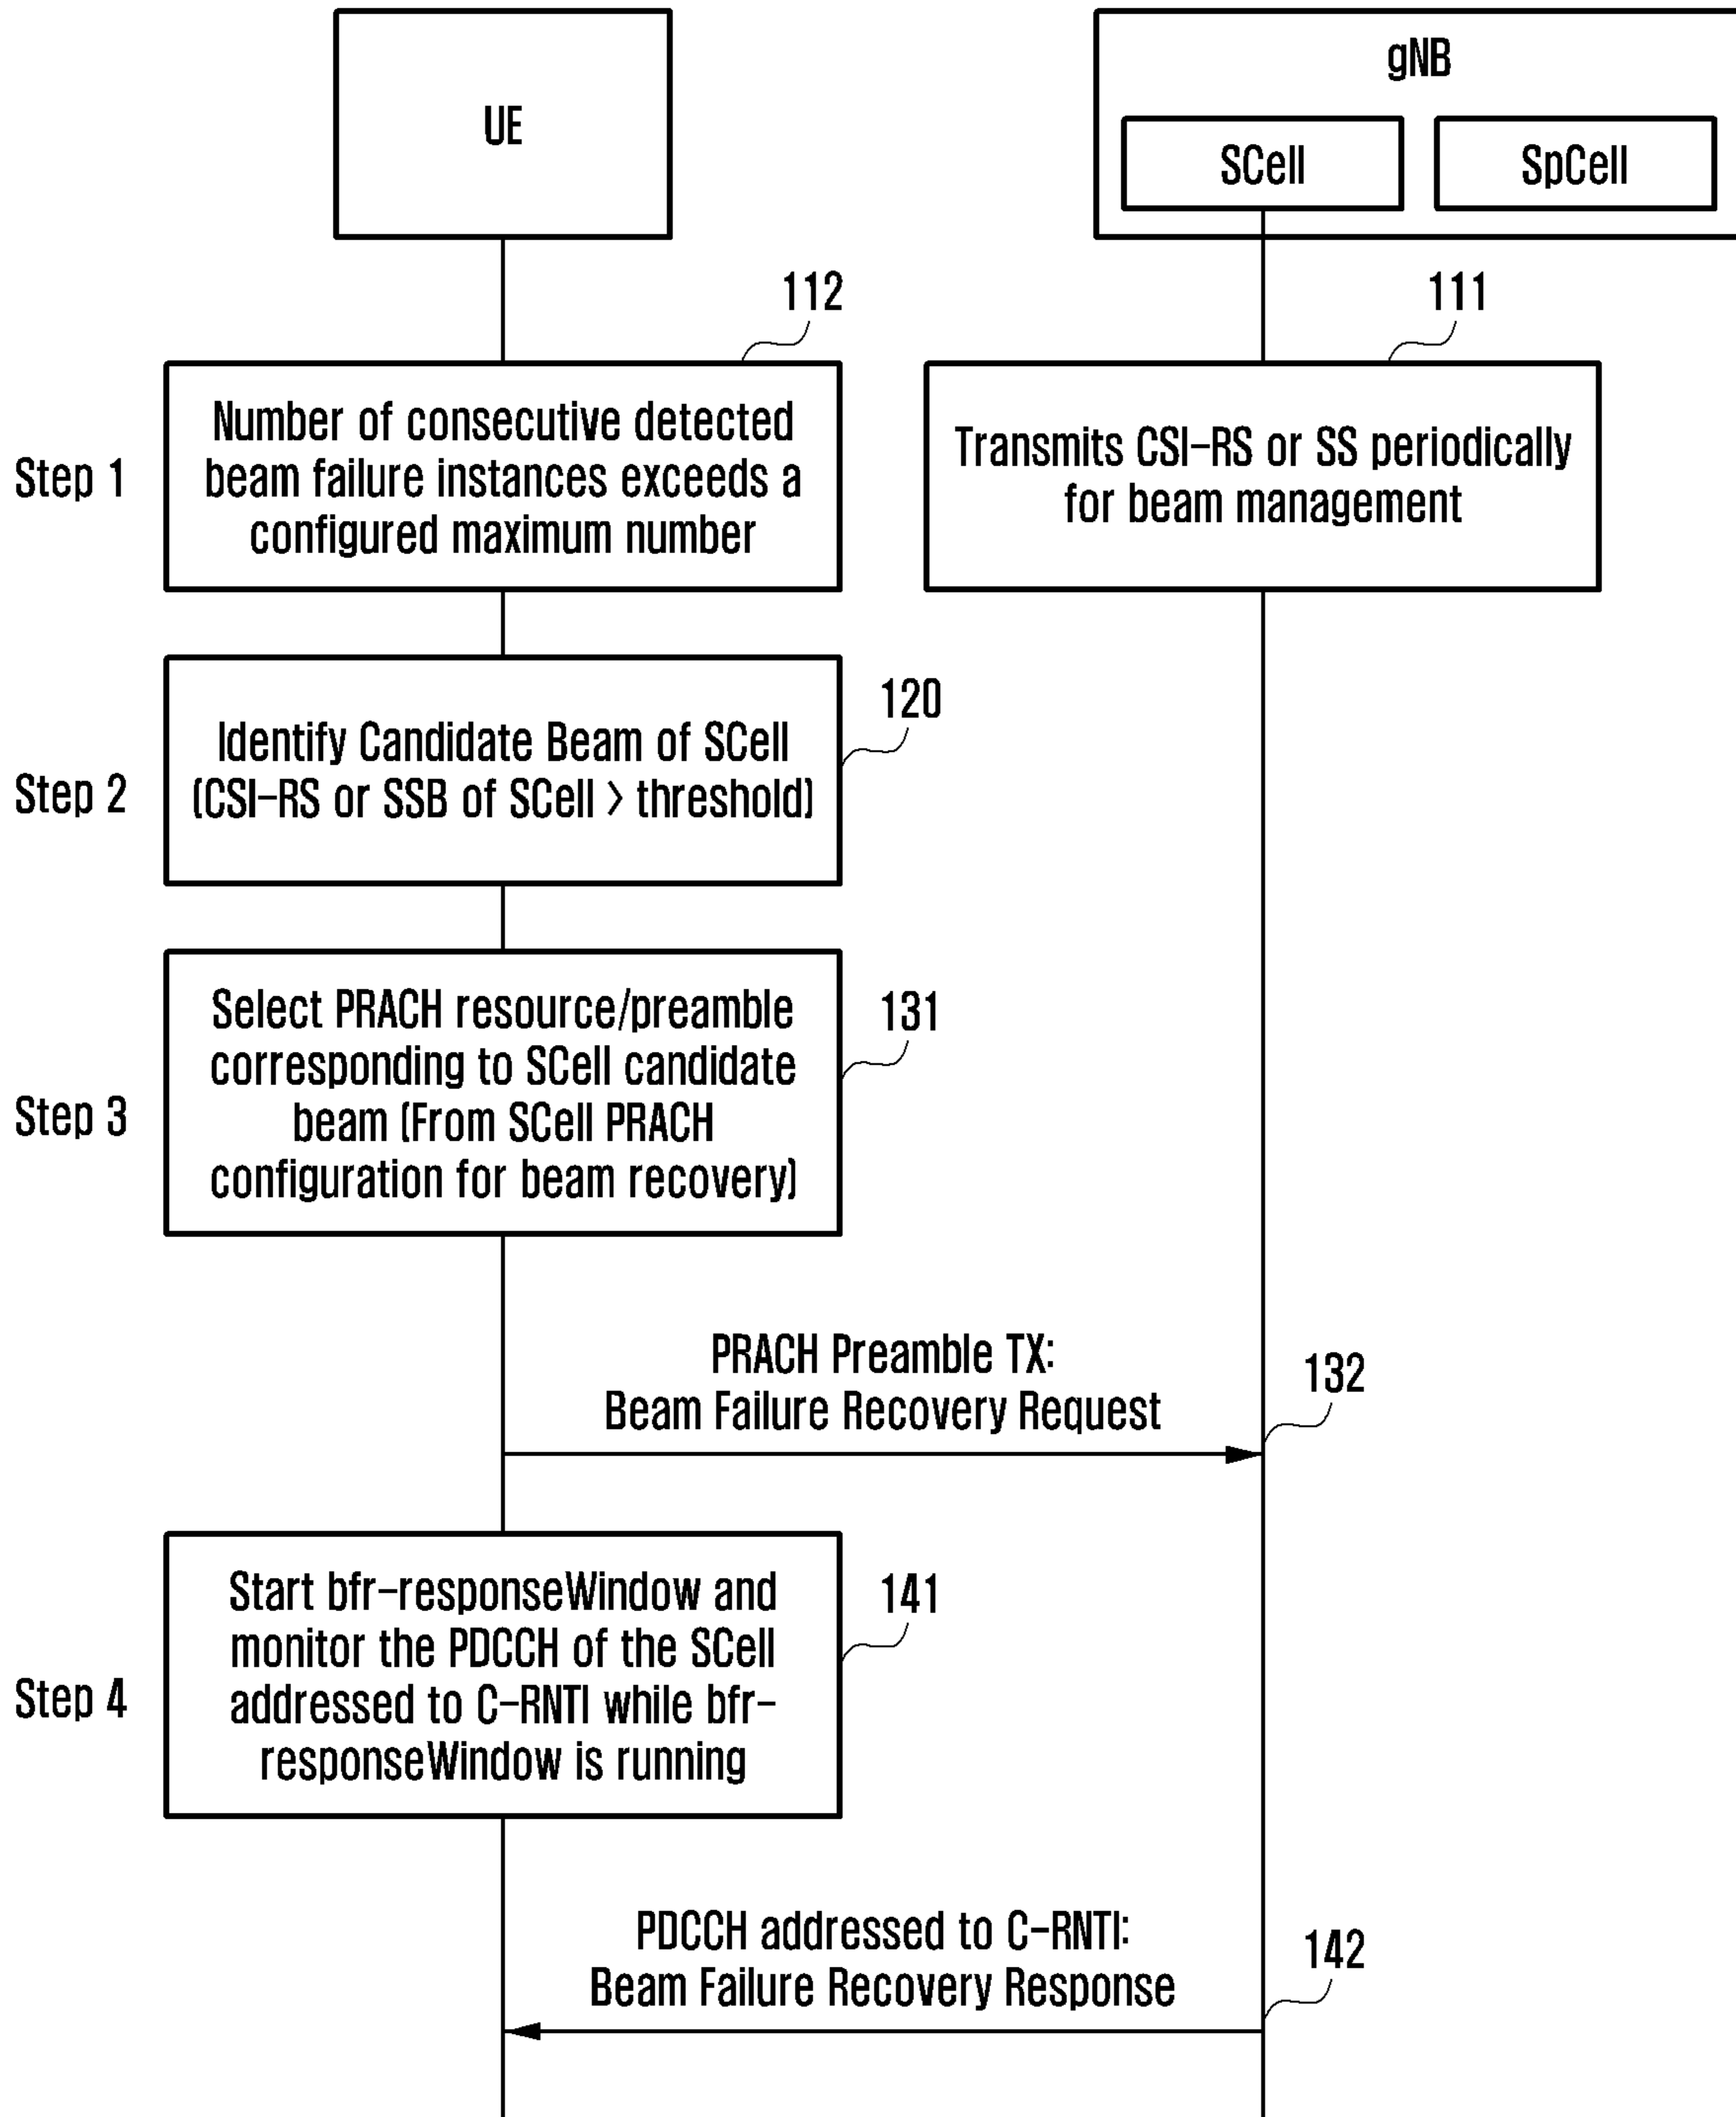 UE
gNB
SCell
SpCell
112
111
Step 1
Number of consecutive detected
beam failure instances exceeds a
configured maximum number
Transmits CSI-RS or SS periodically
for beam management
Step 2
Identify Candidate Beam of SCell
(CSI-RS or SSB of SCell > threshold)
120
Step 3
Select PRACH resource/preamble
corresponding to SCell candidate
beam (From SCell PRACH
configuration for beam recovery)
131
PRACH Preamble TX:
Beam Failure Recovery Request
132
Step 4
Start bfr-responseWindow and
monitor the PDCCH of the SCell
addressed to C-RNTI while bfr-
responseWindow is running
141
PDCCH addressed to C-RNTI:
Beam Failure Recovery Response
142